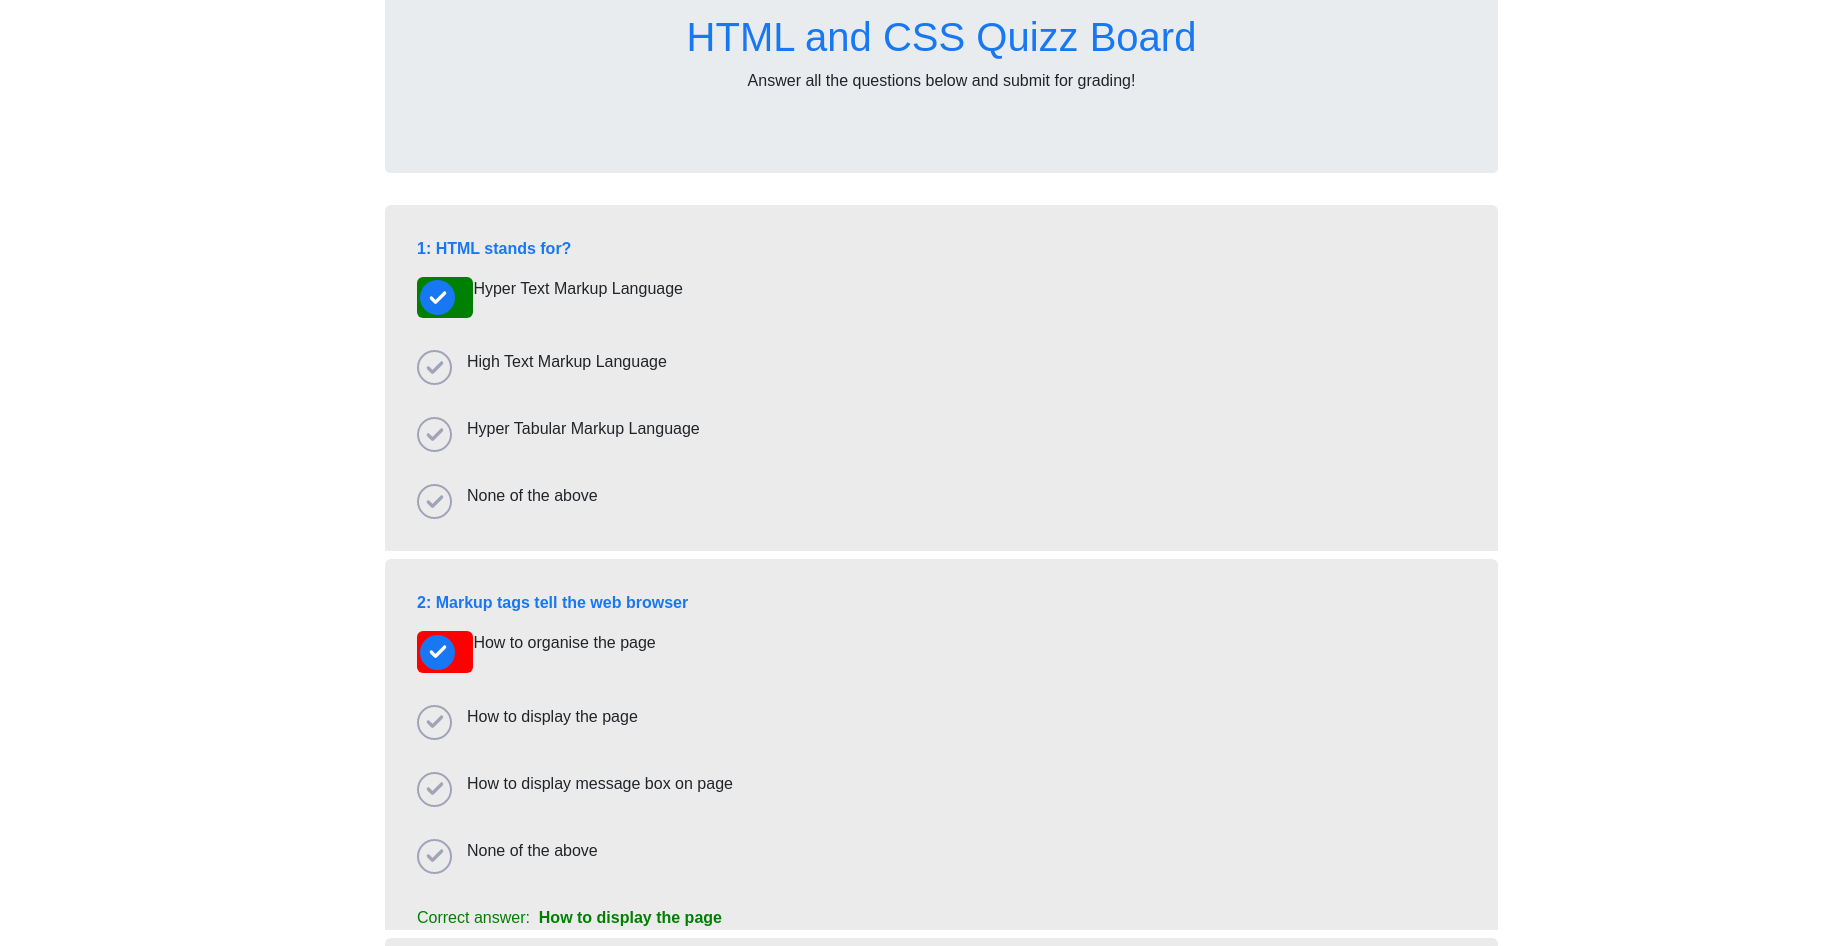 HTML and CSS Quizz Board
Answer all the questions below and submit for grading!
1: HTML stands for?
Hyper Text Markup Language
High Text Markup Language
Hyper Tabular Markup Language
None of the above
2: Markup tags tell the web browser
How to organise the page
How to display the page
How to display message box on page
None of the above
Correct answer: How to display the page